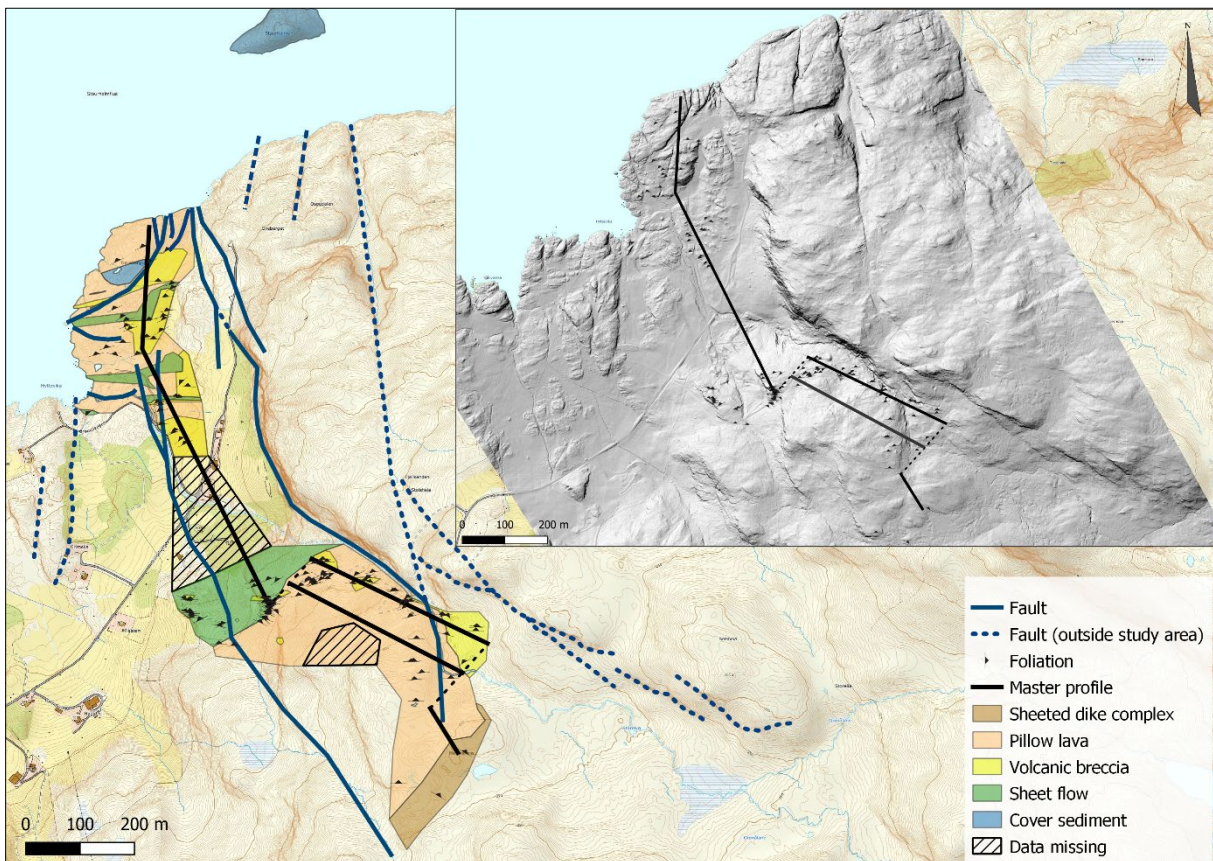 N
0 100 200 m
Fault
Fault (outside study area)
Foliation
Master profile
Sheeted dike complex
Pillow lava
Volcanic breccia
Sheet flow
Cover sediment
Data missing
0 100 200 m